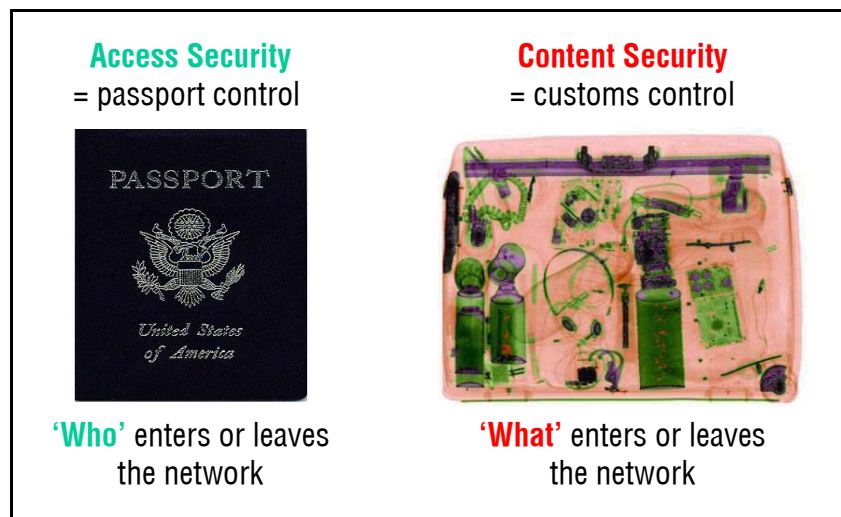 Access Security
= passport control
PASSPORT
United States
of America
‘Who’ enters or leaves
the network
Content Security
= customs control
‘What’ enters or leaves
the network